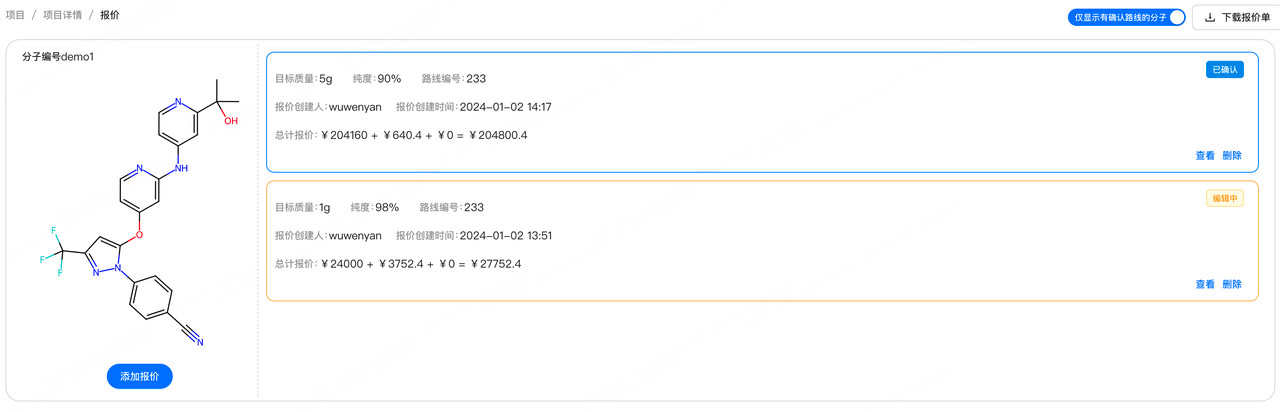 项目 / 项目详情 / 报价
仅显示有确认路线的分子
下载报价单
分子编号demo1
N
OH
N
NH
O
F
F
F
N
N
N
添加报价
已确认
目标质量:5g 纯度:90% 路线编号:233
报价创建人:wuwenyan 报价创建时间:2024-01-02 14:17
总计报价:¥204160 + ¥640.4 + ¥0 = ¥204800.4
查看 删除
编辑中
目标质量:1g 纯度:98% 路线编号:233
报价创建人:wuwenyan 报价创建时间:2024-01-02 13:51
总计报价:¥24000 + ¥3752.4 + ¥0 = ¥27752.4
查看 删除